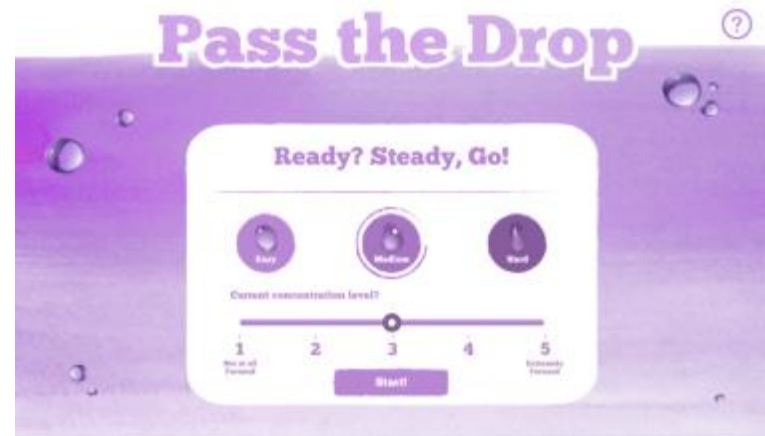 Pass the Drop
?
Ready? Steady, Go!
Easy Medium Hard
Current concentration level?
1 2 3 4 5
Not at all Extremely
Focused Focused
Start!